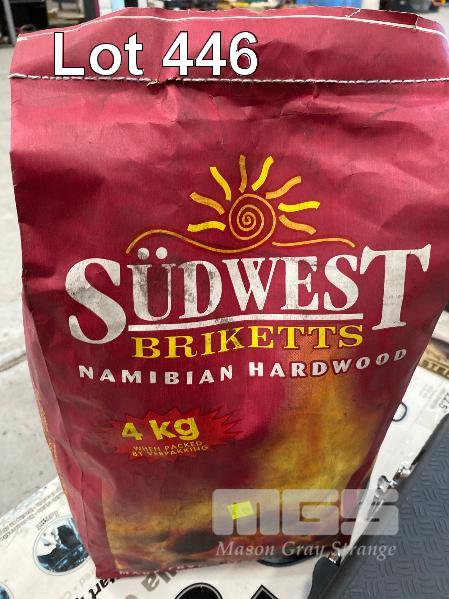 Lot 446
SÜDWEST
BRIKETTS
NAMIBIAN HARDWOOD
4 kg
WHEN PACKED
BY VERPAKKING
MGS
Mason Gray Strange